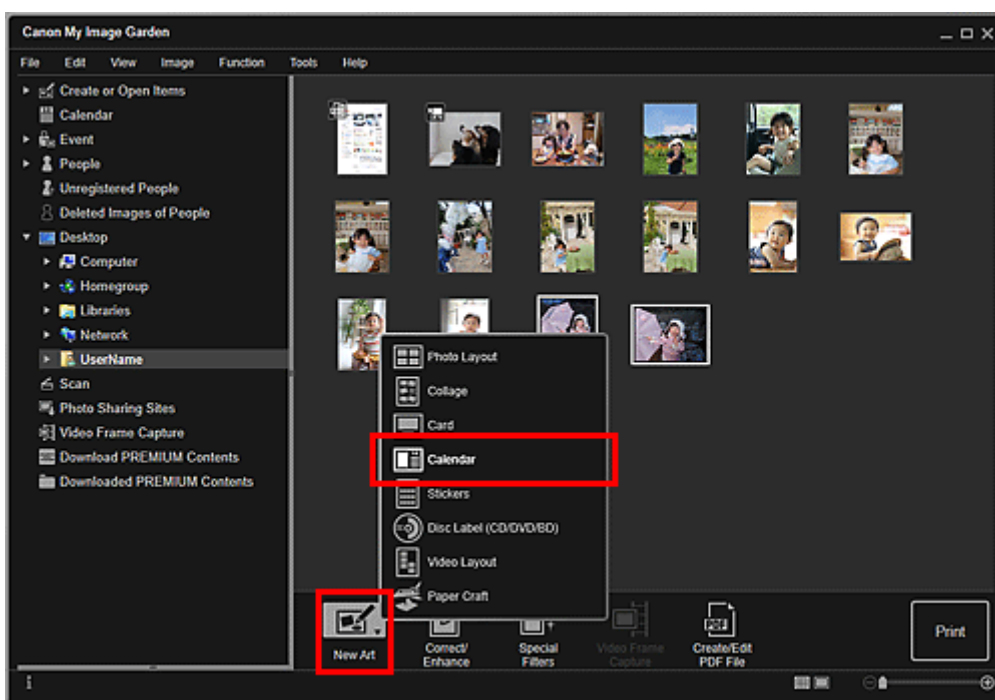 Canon My Image Garden
File Edit View Image Function Tools Help
Create or Open Items
Calendar
Event
People
Unregistered People
Deleted Images of People
Desktop
Computer
Homegroup
Libraries
Network
UserName
Scan
Photo Sharing Sites
Video Frame Capture
Download PREMIUM Contents
Downloaded PREMIUM Contents
Photo Layout
Collage
Card
Calendar
Stickers
Disc Label (CD/DVD/BD)
Video Layout
Paper Craft
New Art
Correct/
Enhance
Special
Filters
Video Frame
Capture
PDF
Create/Edit
PDF File
Print